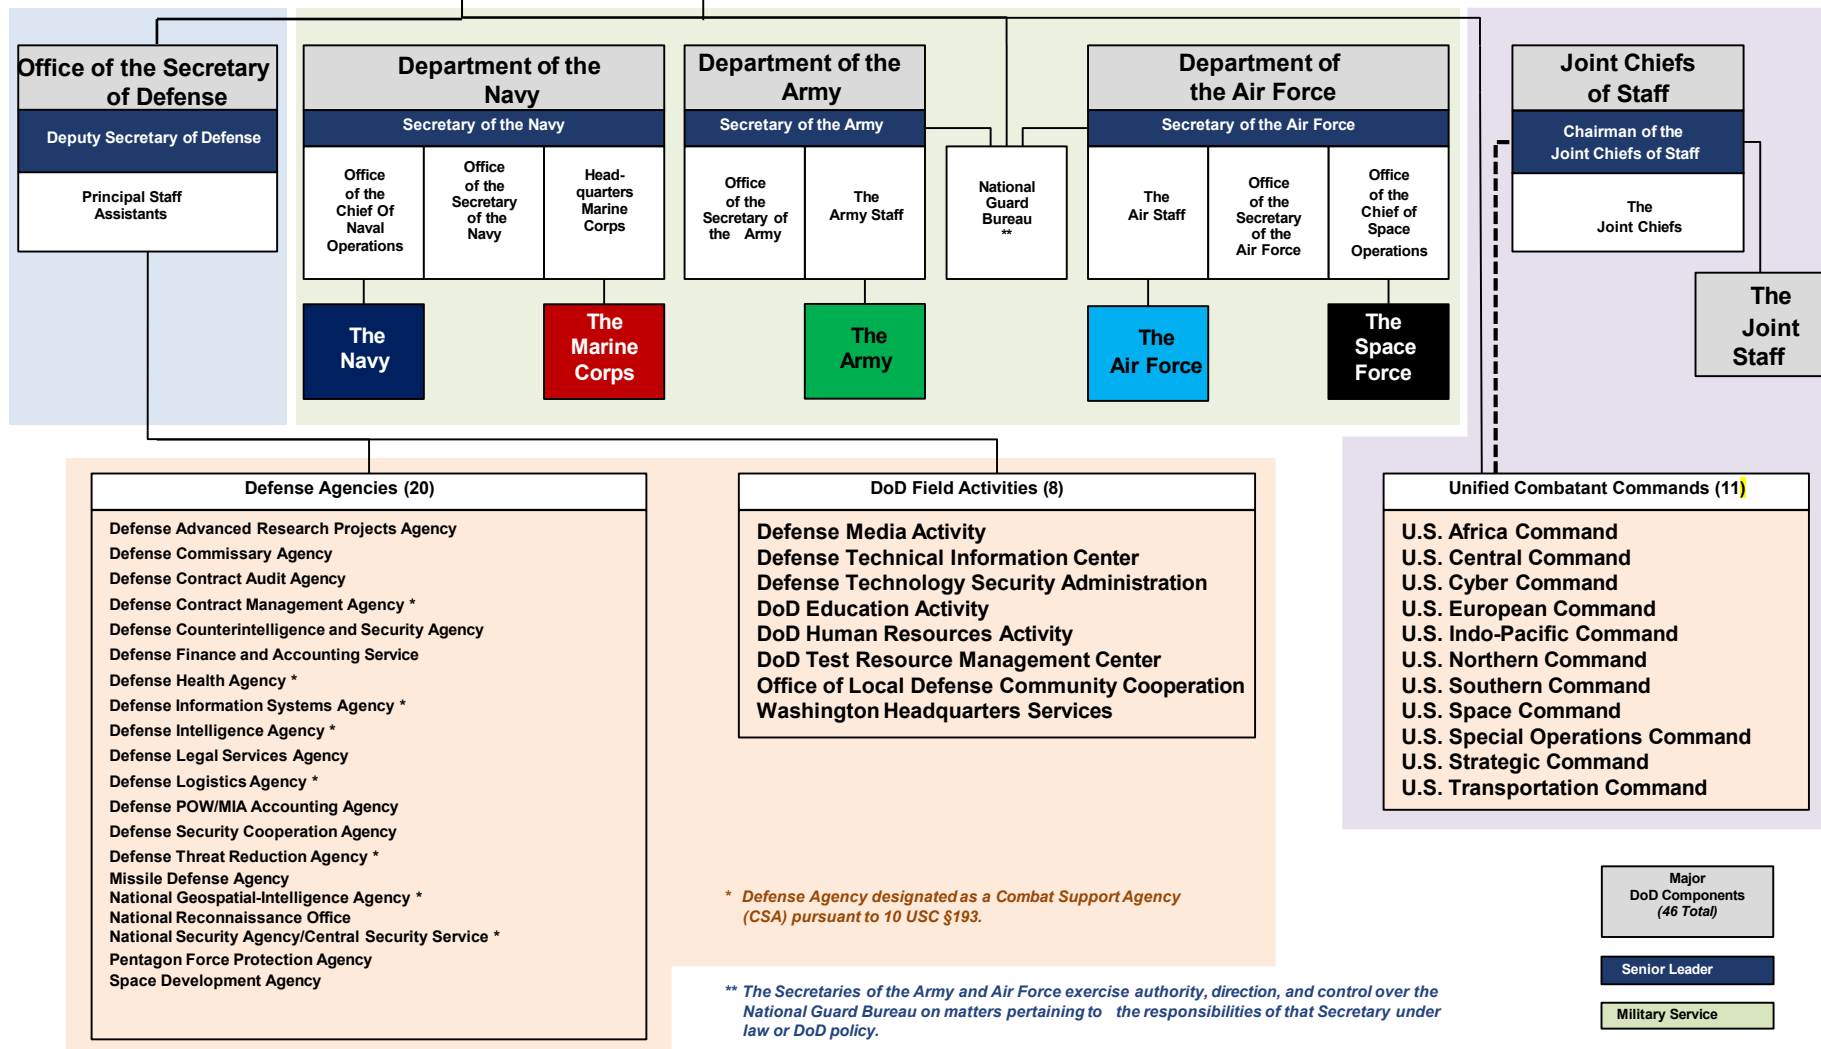 Office of the Secretary
of Defense
Deputy Secretary of Defense
Principal Staff
Assistants
Department of the
Navy
Secretary of the Navy
Office
of the
Chief Of
Naval
Operations
Office
of the
Secretary
of the
Navy
Head-
quarters
Marine
Corps
The
Navy
The
Marine
Corps
Department of the
Army
Secretary of the Army
Office
of the
Secretary of
the Army
The
Army Staff
The
Army
National
Guard
Bureau
**
Department of
the Air Force
Secretary of the Air Force
The
Air Staff
Office
of the
Secretary
of the
Air Force
Office
of the
Chief of
Space
Operations
The
Air Force
The
Space
Force
Joint Chiefs
of Staff
Chairman of the
Joint Chiefs of Staff
The
Joint Chiefs
The
Joint
Staff
Defense Agencies (20)
Defense Advanced Research Projects Agency
Defense Commissary Agency
Defense Contract Audit Agency
Defense Contract Management Agency *
Defense Counterintelligence and Security Agency
Defense Finance and Accounting Service
Defense Health Agency *
Defense Information Systems Agency *
Defense Intelligence Agency *
Defense Legal Services Agency
Defense Logistics Agency *
Defense POW/MIA Accounting Agency
Defense Security Cooperation Agency
Defense Threat Reduction Agency *
Missile Defense Agency
National Geospatial-Intelligence Agency *
National Reconnaissance Office
National Security Agency/Central Security Service *
Pentagon Force Protection Agency
Space Development Agency
DoD Field Activities (8)
Defense Media Activity
Defense Technical Information Center
Defense Technology Security Administration
DoD Education Activity
DoD Human Resources Activity
DoD Test Resource Management Center
Office of Local Defense Community Cooperation
Washington Headquarters Services
Unified Combatant Commands (11)
U.S. Africa Command
U.S. Central Command
U.S. Cyber Command
U.S. European Command
U.S. Indo-Pacific Command
U.S. Northern Command
U.S. Southern Command
U.S. Space Command
U.S. Special Operations Command
U.S. Strategic Command
U.S. Transportation Command
* Defense Agency designated as a Combat Support Agency
(CSA) pursuant to 10 USC §193.
** The Secretaries of the Army and Air Force exercise authority, direction, and control over the
National Guard Bureau on matters pertaining to the responsibilities of that Secretary under
law or DoD policy.
Major
DoD Components
(46 Total)
Senior Leader
Military Service